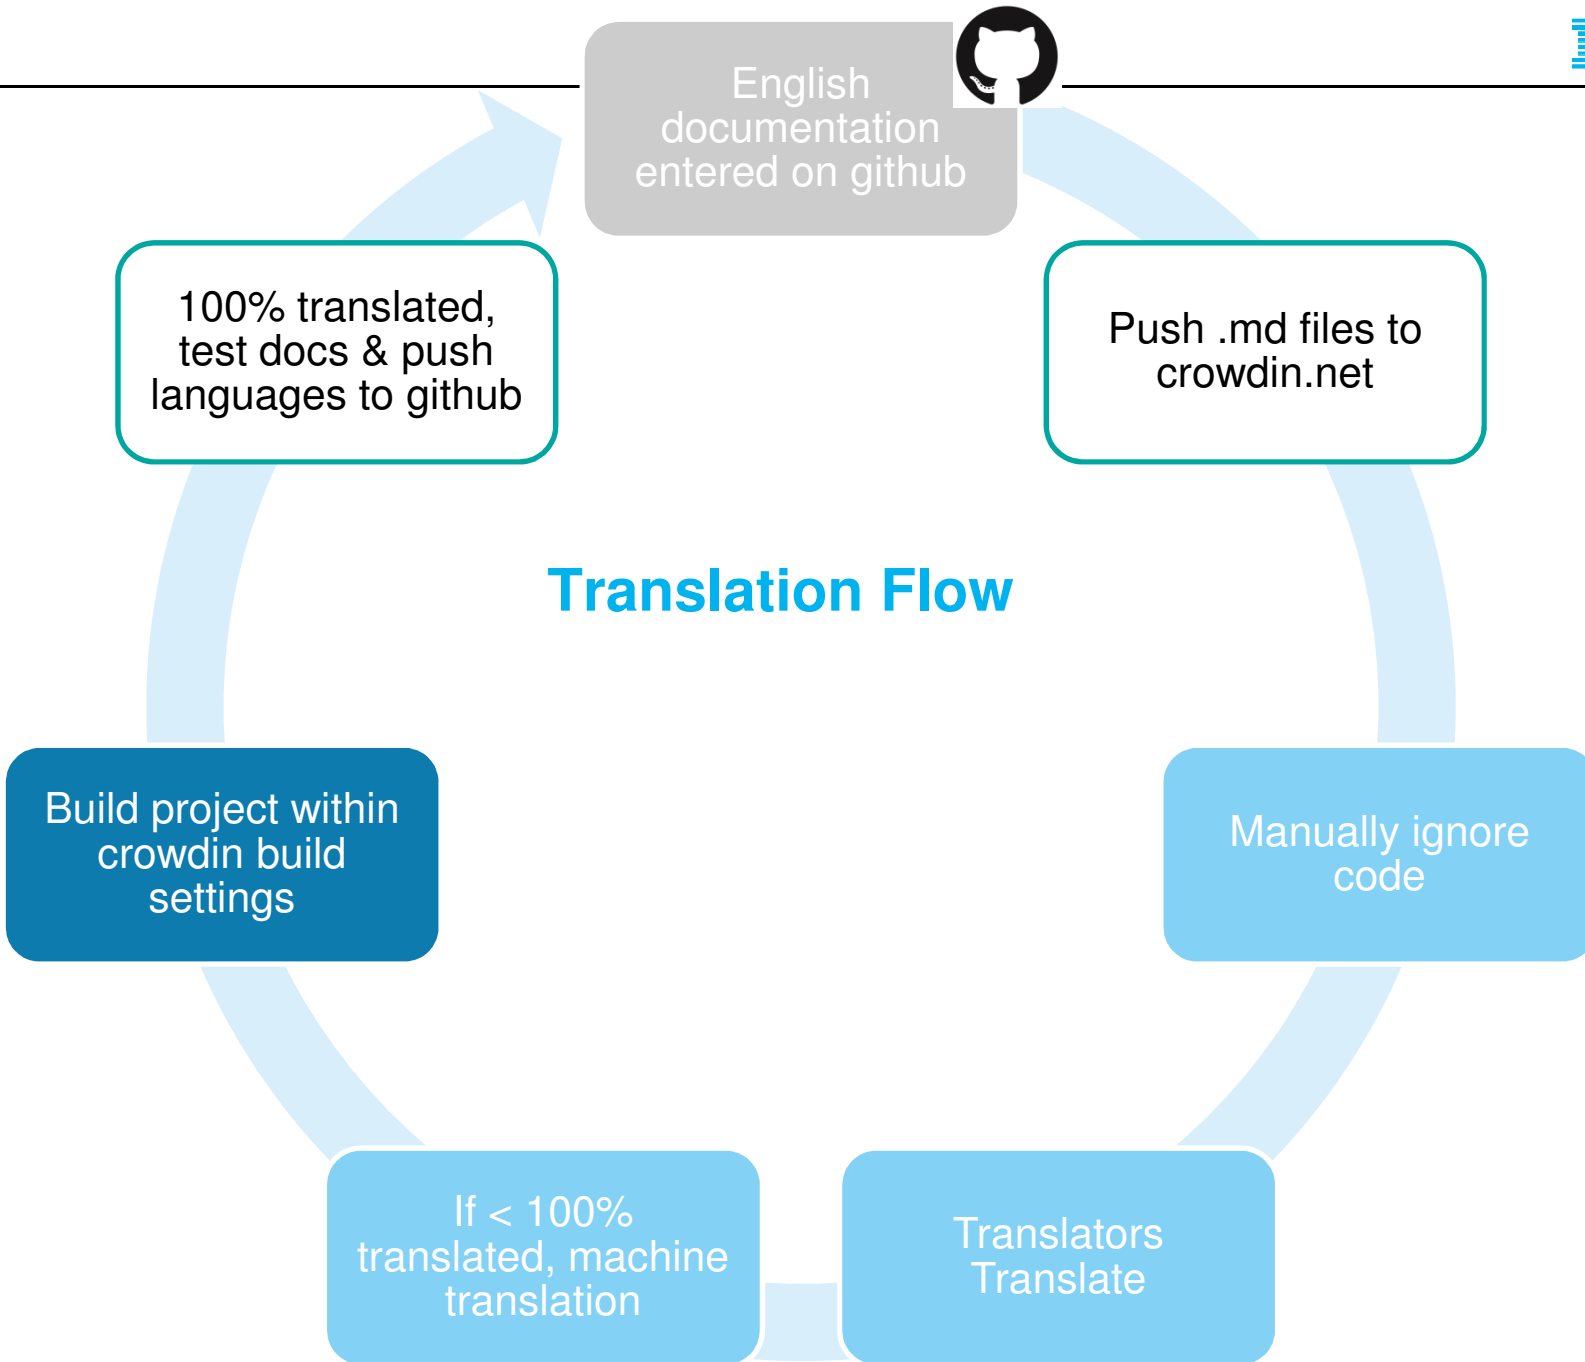 English
documentation
entered on github
100% translated,
test docs & push
languages to github
Push .md files to
crowdin.net
Translation Flow
Build project within
crowdin build
settings
Manually ignore
code
If < 100%
translated, machine
translation
Translators
Translate